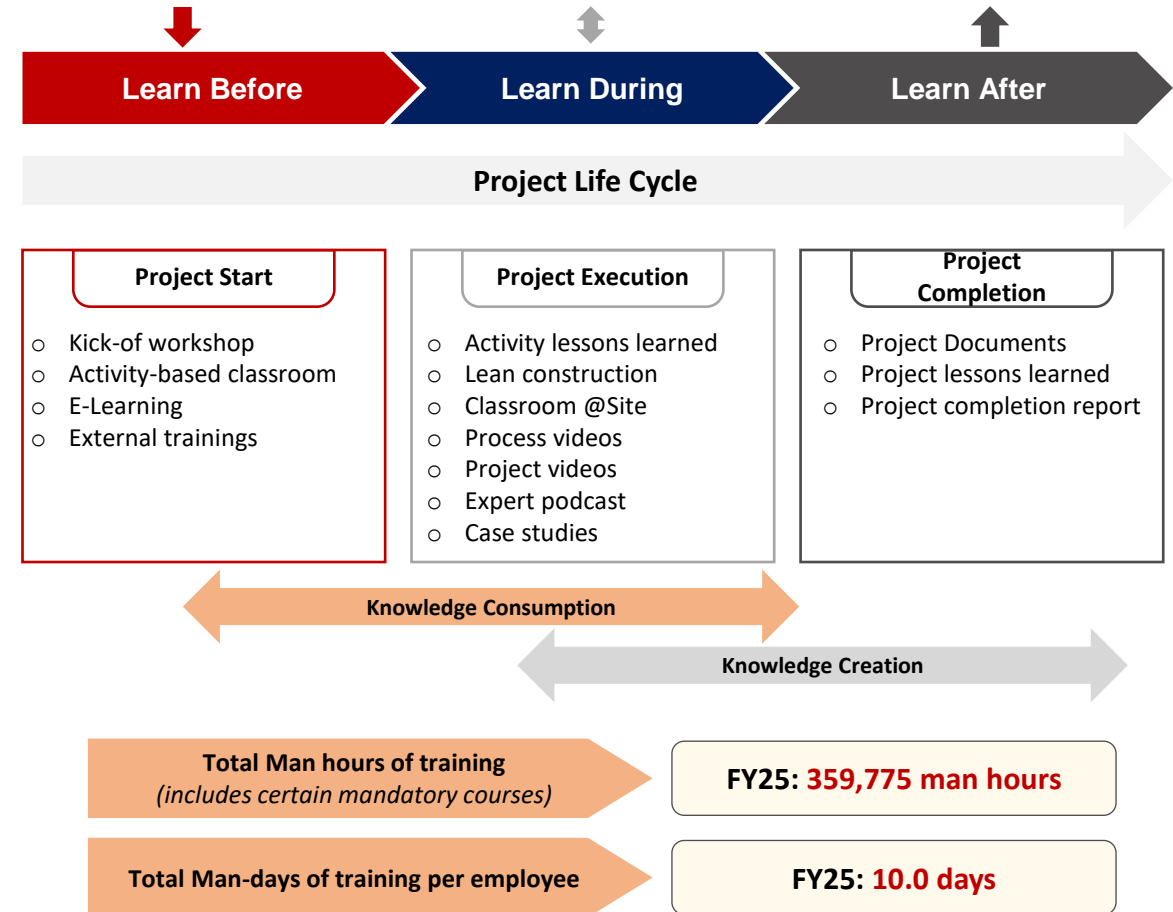 Learn Before
Learn During
Learn After
Project Life Cycle
Project Start
o Kick-of workshop
o Activity-based classroom
o E-Learning
o External trainings
Project Execution
o Activity lessons learned
o Lean construction
o Classroom @Site
o Process videos
o Project videos
o Expert podcast
o Case studies
Project
Completion
o Project Documents
o Project lessons learned
o Project completion report
Knowledge Consumption
Knowledge Creation
Total Man hours of training
(includes certain mandatory courses)
FY25: 359,775 man hours
Total Man-days of training per employee
FY25: 10.0 days